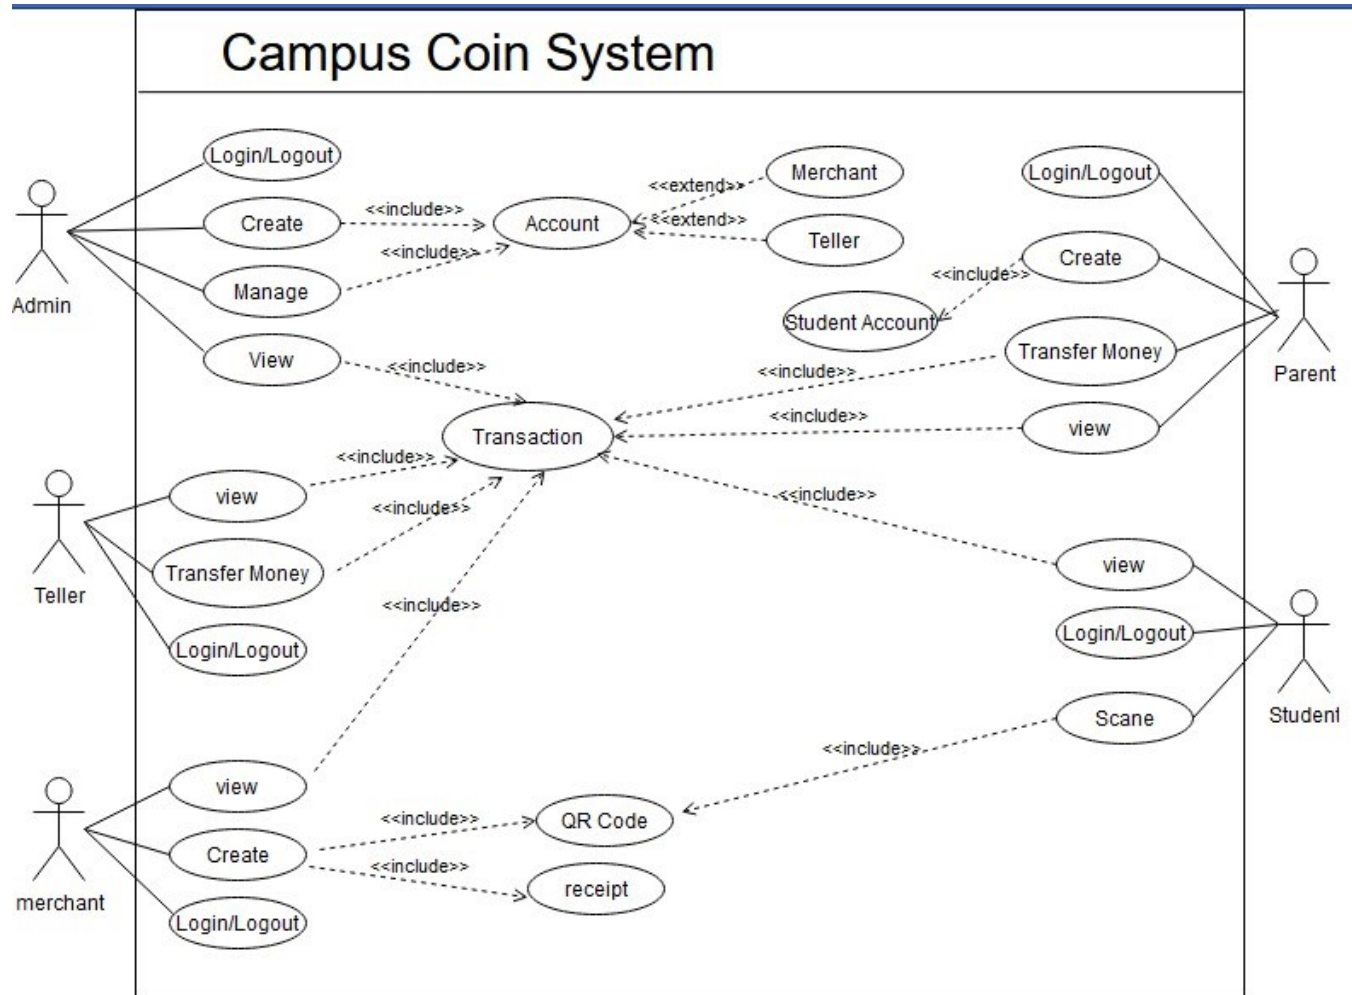 Campus Coin System
Login/Logout
Merchant
Login/Logout
<<extend>>
Create
<<include>>
Account
<<extend>>
Teller
Create
<<include>>
<<include>>
Manage
Admin
Student Account
Transfer Money
View
<<include>>
<<include>>
Parent
Transaction
<<include>>
view
<<include>>
view
<<include>>
<<include>>
Transfer Money
view
Teller
<<include>>
Login/Logout
Login/Logout
Student
Scane
<<include>>
view
<<include>>
QR Code
Create
<<include>>
receipt
merchant
Login/Logout